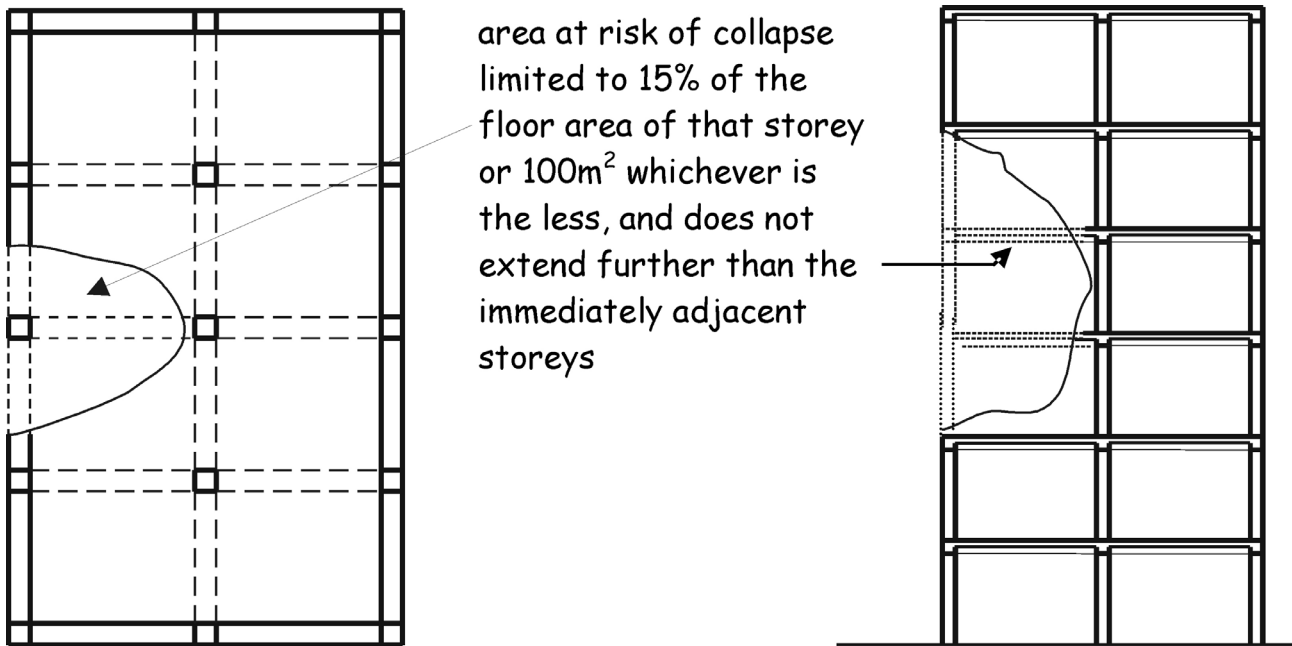 area at risk of collapse
limited to 15% of the
floor area of that storey
or 100m² whichever is
the less, and does not
extend further than the
immediately adjacent
storeys